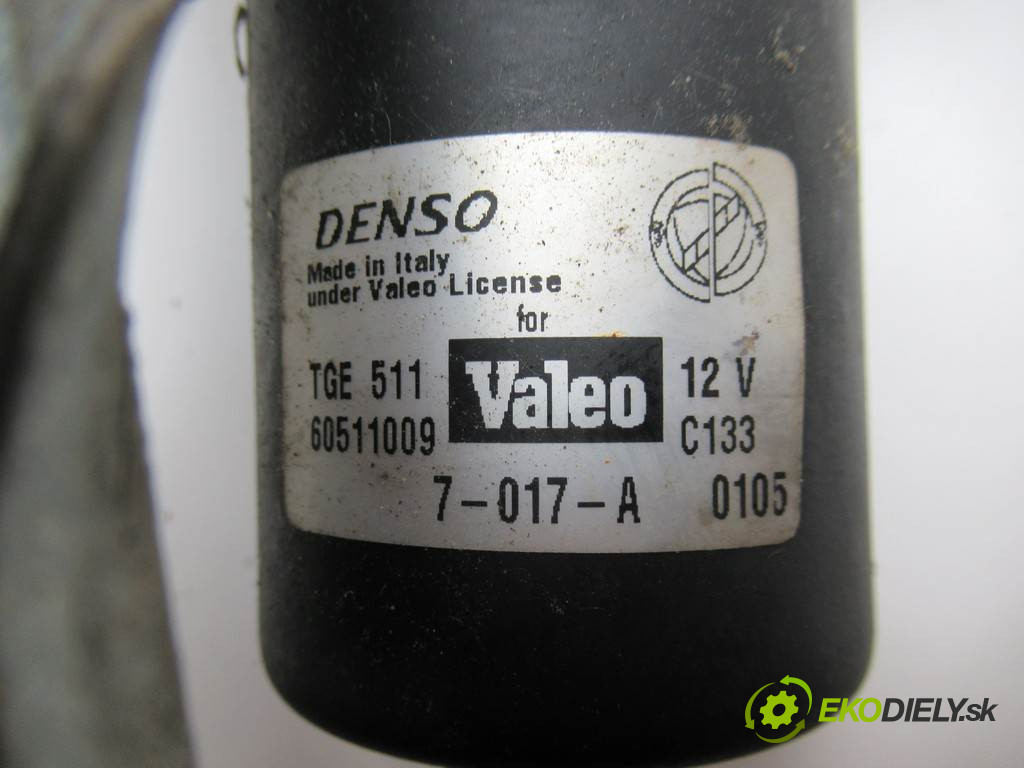 DENSO
Made in Italy
under Valeo License
for
TGE 511 Valeo 12 V
60511009 C133
7-017-A 0105
EKODIELY.sk